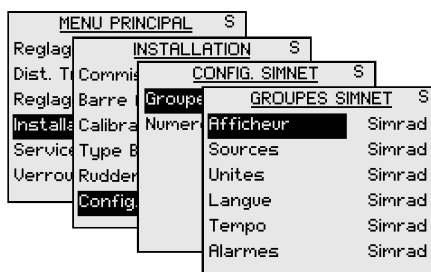 MENU PRINCIPAL S
INSTALLATION S
CONFIG. SIMNET S
GROUPES SIMNET S
Reglag
Dist.
Reglag
Installa
Service
Verrou
Barre
Calibra
Type B
Rudder
Config.
Groupe
Numer
Afficheur Simrad
Sources Simrad
Unites Simrad
Langue Simrad
Tempo Simrad
Alarmes Simrad